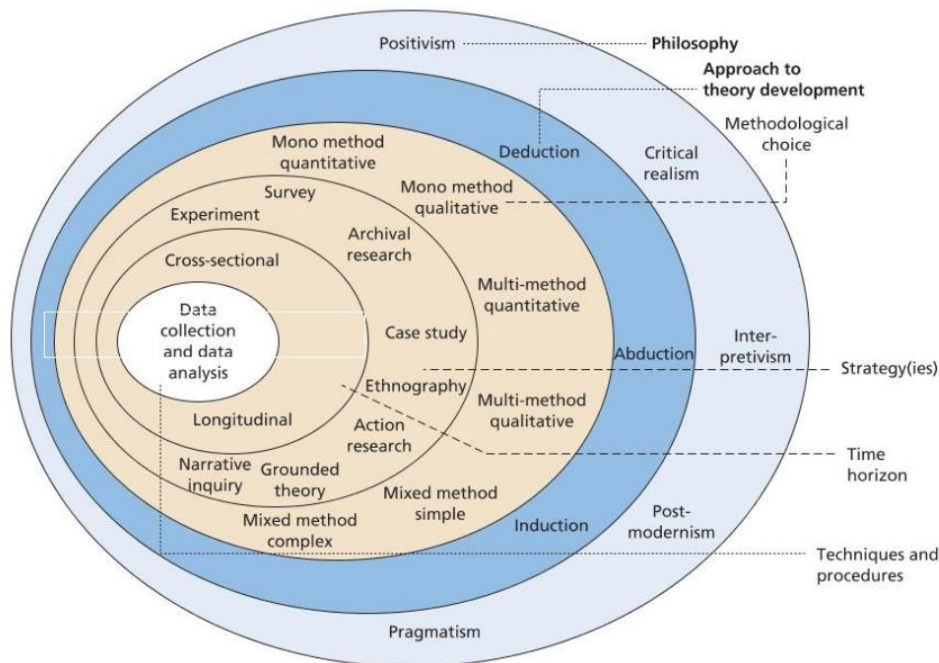 Positivism
Philosophy
Approach to
theory development
Methodological
choice
Mono method
quantitative
Deduction
Critical
realism
Mono method
qualitative
Survey
Experiment
Archival
research
Cross-sectional
Multi-method
quantitative
Data
collection
and data
analysis
Case study
Abduction
Inter-
pretivism
Strategy(ies)
Ethnography
Multi-method
qualitative
Longitudinal
Action
research
Narrative
inquiry
Grounded
theory
Time
horizon
Mixed method
simple
Mixed method
complex
Induction
Post-
modernism
Techniques and
procedures
Pragmatism